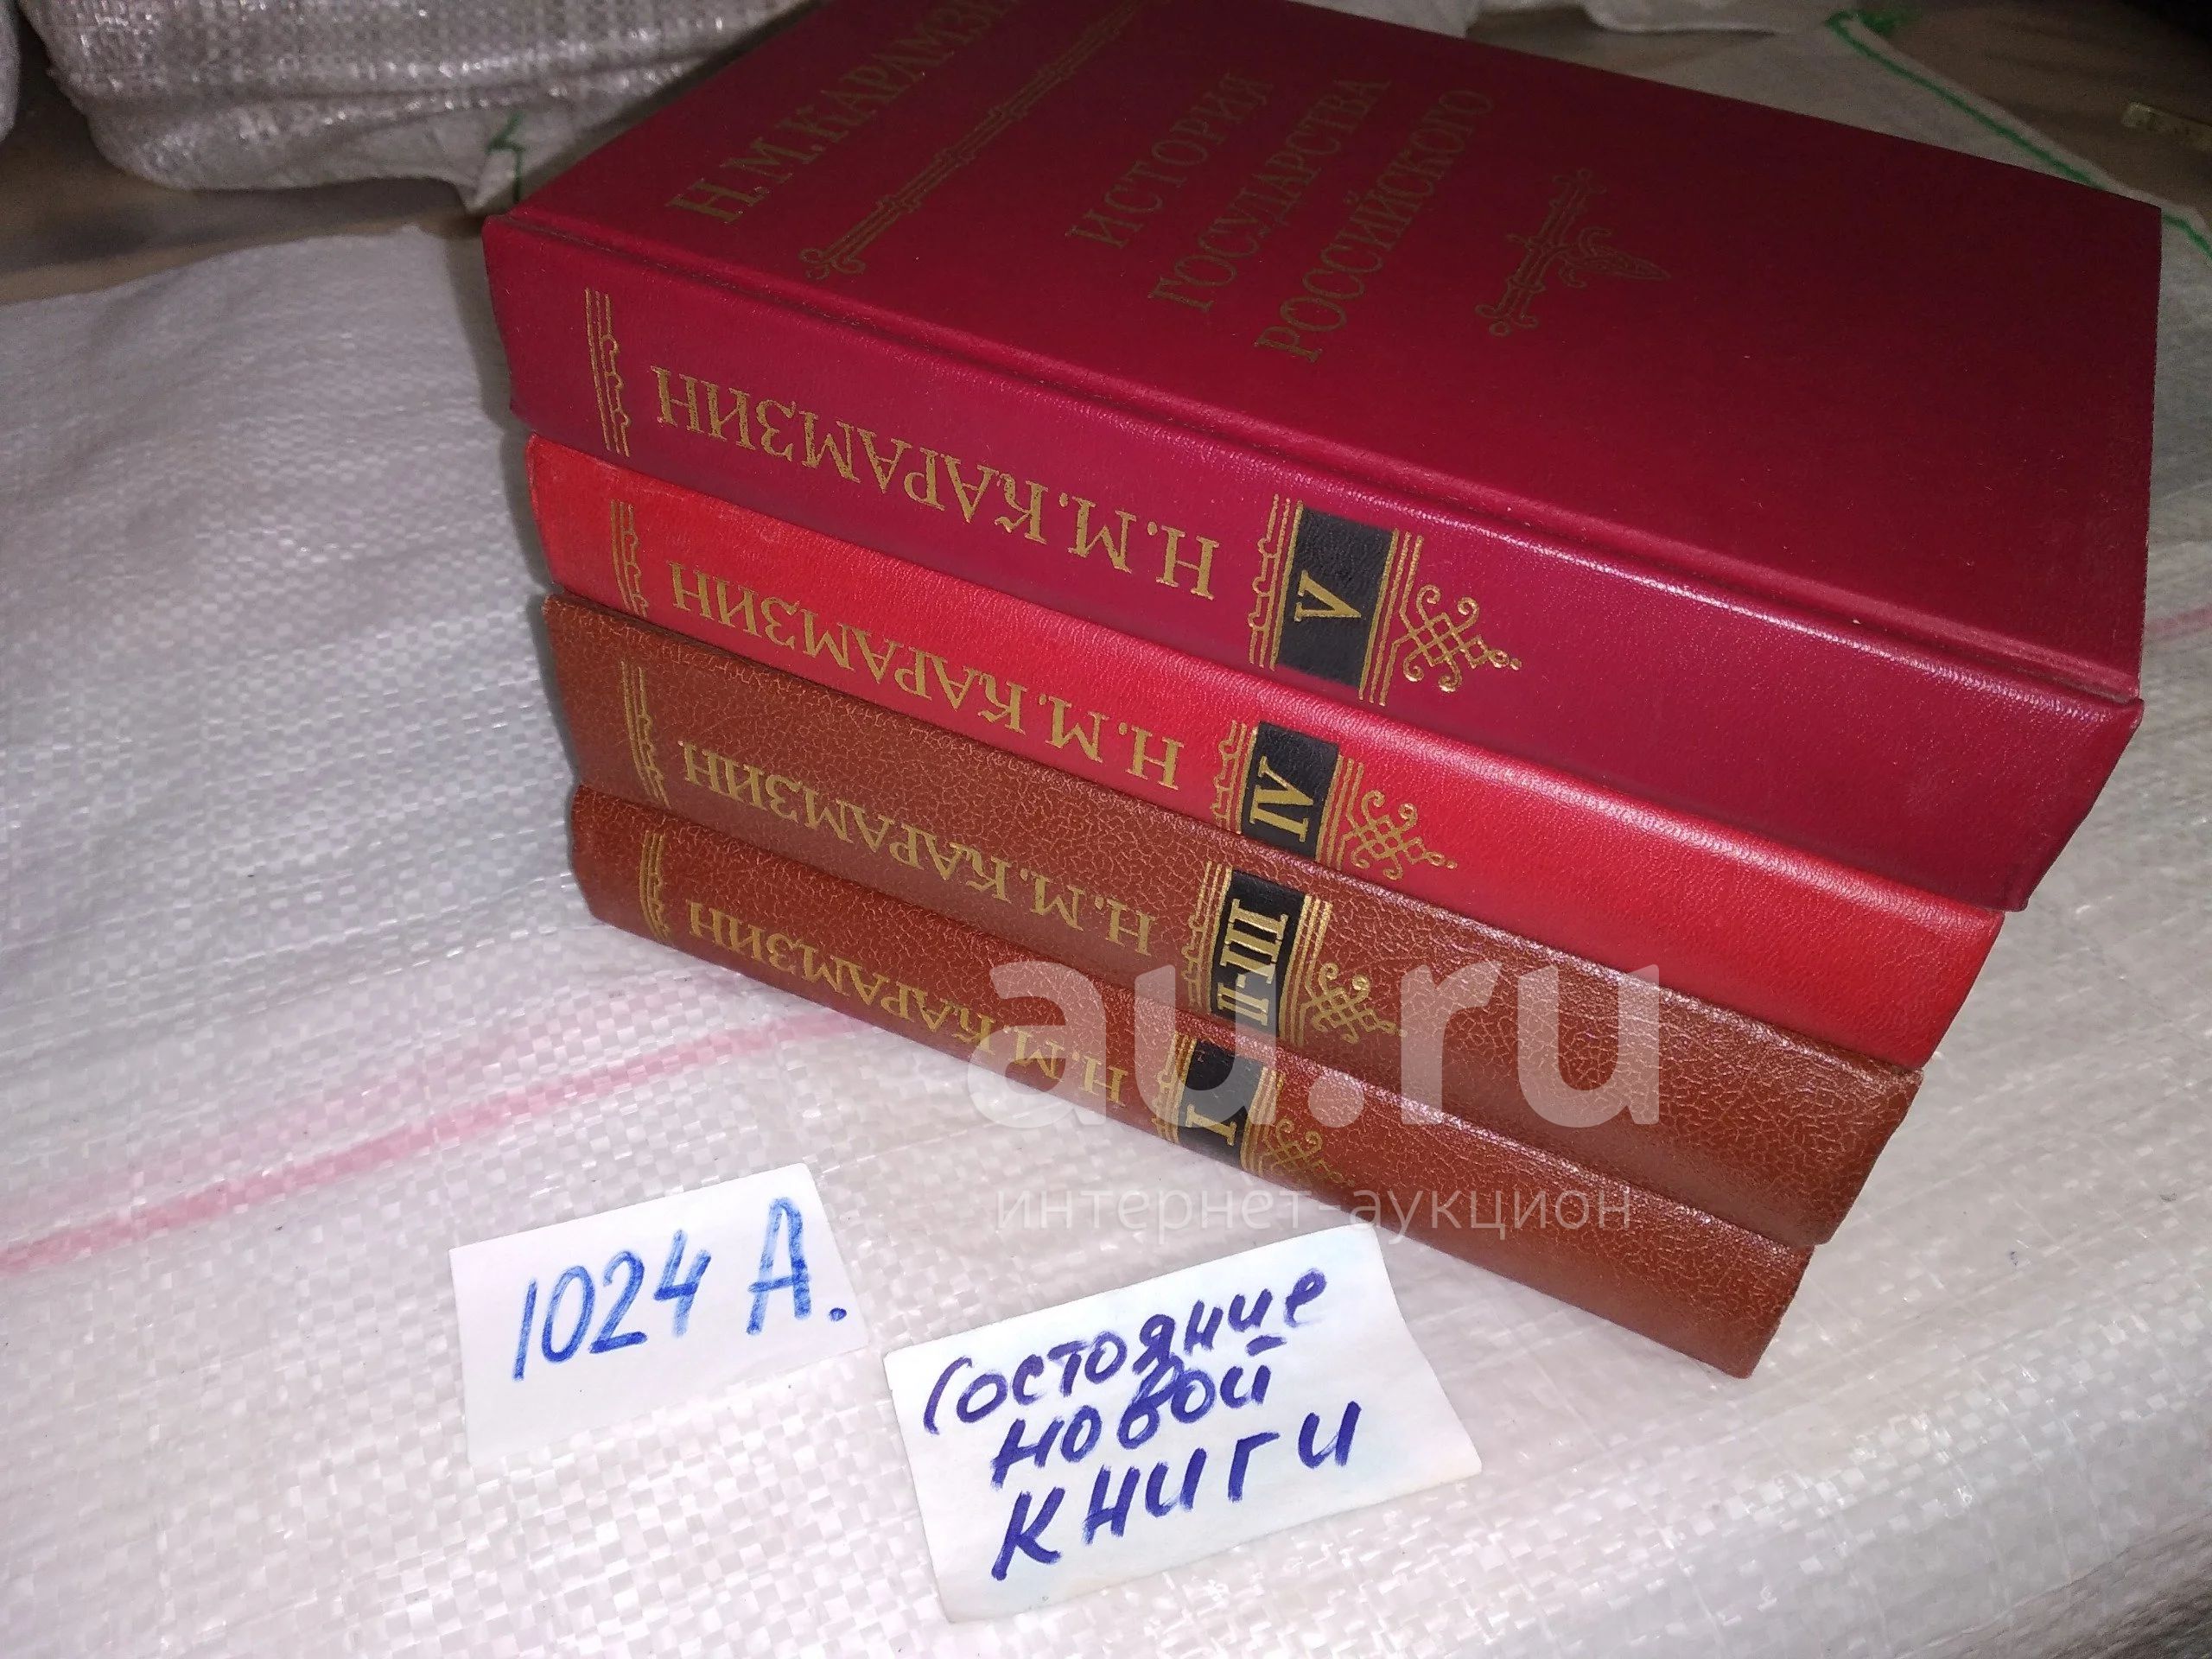 Н.М.КАРАМЗИН
ИСТОРИЯ
ГОСУДАРСТВА
РОССИЙСКОГО
Н.М.КАРАМЗИН
V
Н.М.КАРАМЗИН
IV
Н.М.КАРАМЗИН
II-III
Н.М.КАРАМЗИН
I
au.ru
интернет-аукцион
1024 А.
Состояние
новой
книги